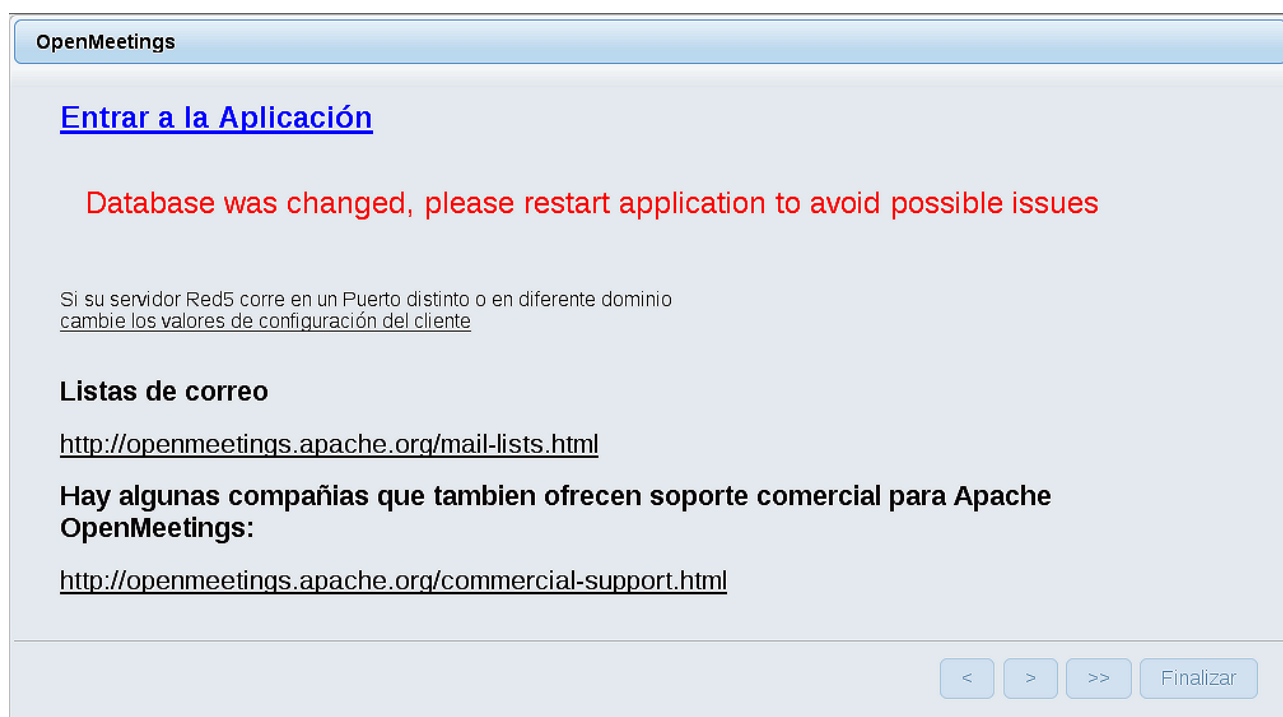 OpenMeetings
Entrar a la Aplicación
Database was changed, please restart application to avoid possible issues
Si su servidor Red5 corre en un Puerto distinto o en diferente dominio
cambie los valores de configuración del cliente
Listas de correo
http://openmeetings.apache.org/mail-lists.html
Hay algunas compañias que tambien ofrecen soporte comercial para Apache
OpenMeetings:
http://openmeetings.apache.org/commercial-support.html
< > >> Finalizar